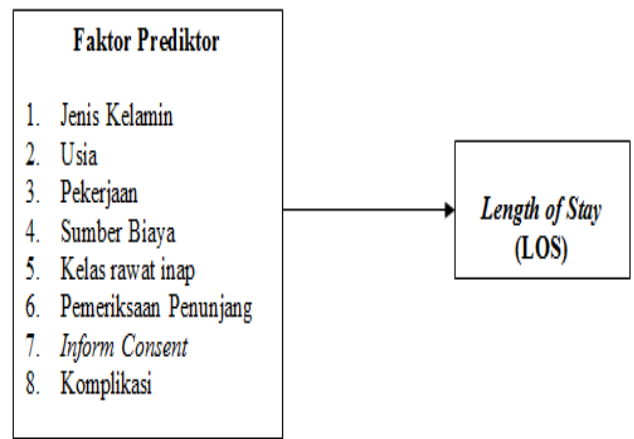 Faktor Prediktor
1. Jenis Kelamin
2. Usia
3. Pekerjaan
4. Sumber Biaya
5. Kelas rawat inap
6. Pemeriksaan Penunjang
7. Inform Consent
8. Komplikasi
Length of Stay
(LOS)